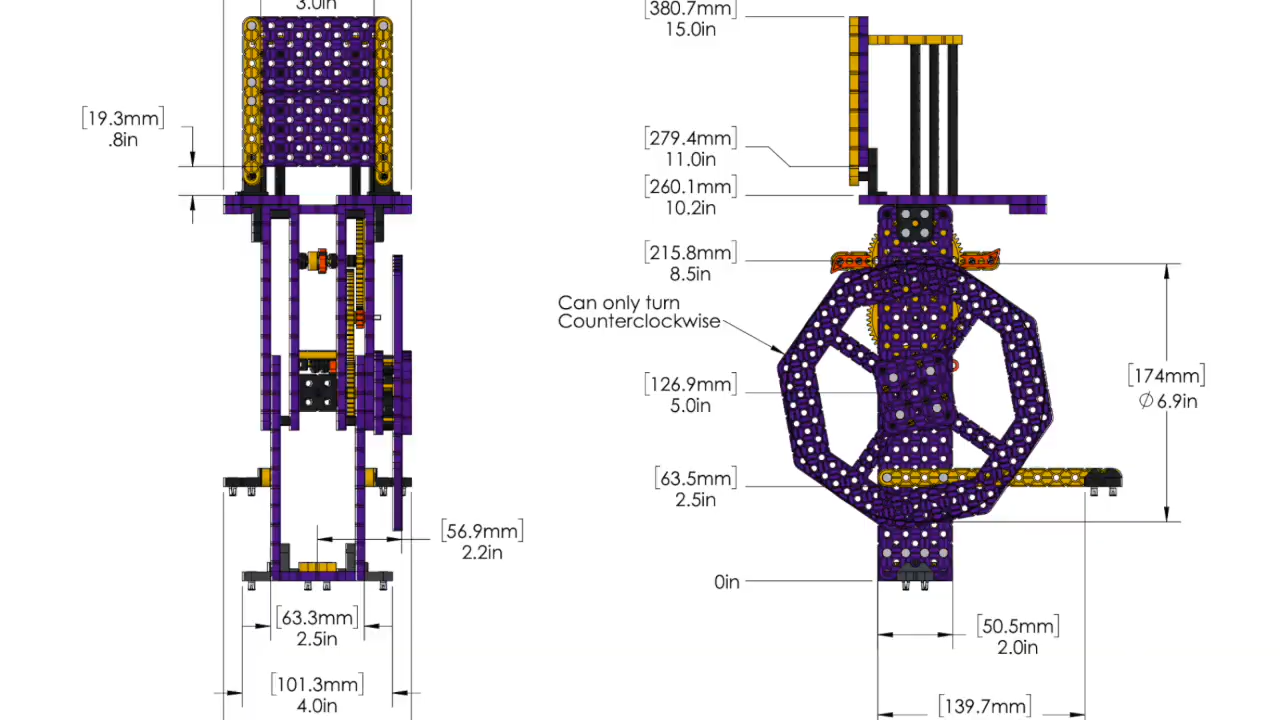 3.0in
[19.3mm]
.8in
[56.9mm]
2.2in
[63.3mm]
2.5in
[101.3mm]
4.0in
[380.7mm]
15.0in
[279.4mm]
11.0in
[260.1mm]
10.2in
[215.8mm]
8.5in
Can only turn
Counterclockwise
[126.9mm]
5.0in
[63.5mm]
2.5in
0in
[174mm]
∅6.9in
[50.5mm]
2.0in
[139.7mm]